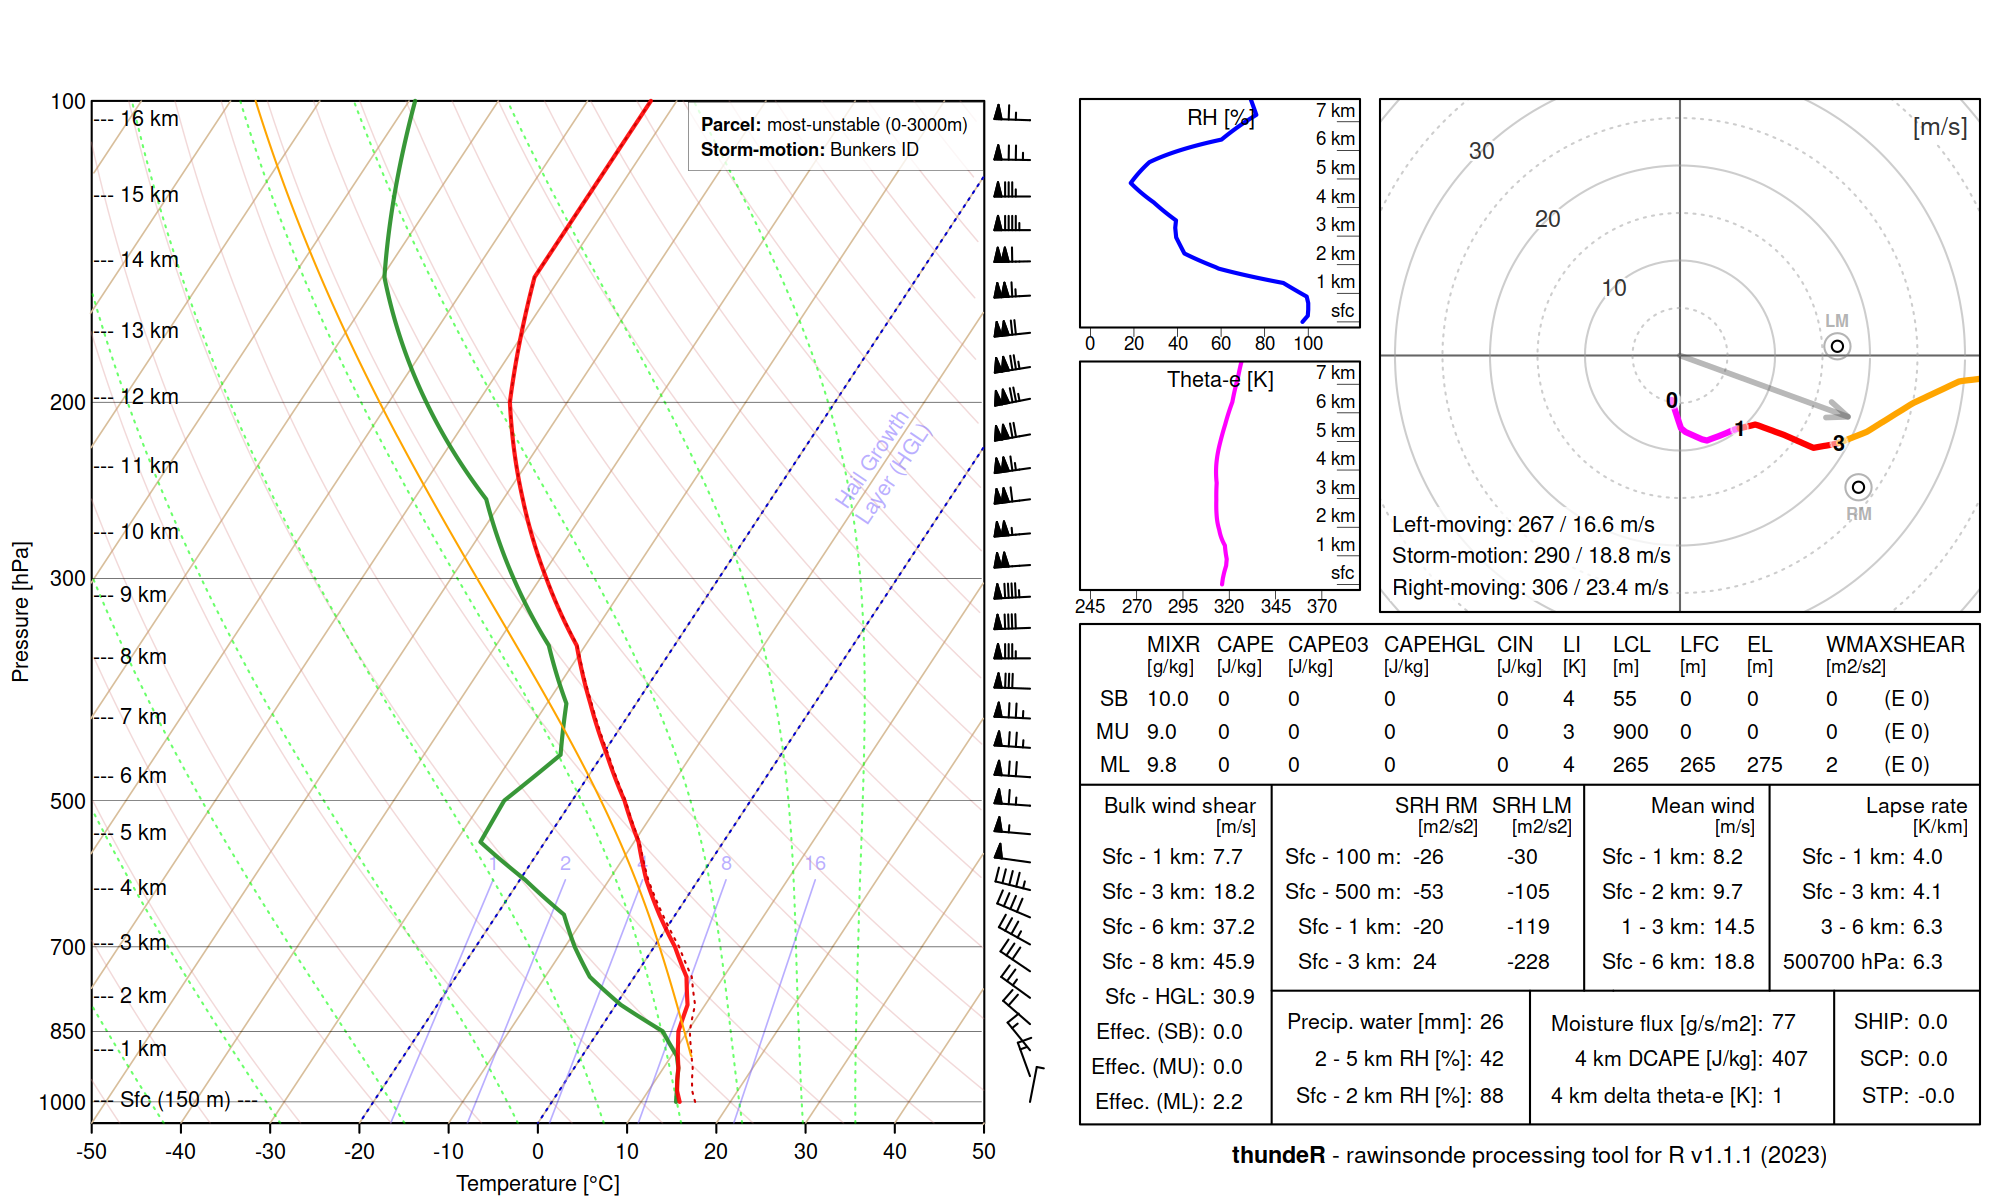 100
200
300
500
700
850
1000
Pressure [hPa]
--- 16 km
--- 15 km
--- 14 km
--- 13 km
--- 12 km
--- 11 km
--- 10 km
--- 9 km
--- 8 km
--- 7 km
--- 6 km
--- 5 km
--- 4 km
--- 3 km
--- 2 km
--- 1 km
--- Sfc (150 m) ---
Parcel: most-unstable (0-3000m)
Storm-motion: Bunkers ID
Hail Growth
Layer (HGL)
1 2 4 8 16
-50 -40 -30 -20 -10 0 10 20 30 40 50
Temperature [°C]
RH [%]
7 km
6 km
5 km
4 km
3 km
2 km
1 km
sfc
0 20 40 60 80 100
Theta-e [K]
7 km
6 km
5 km
4 km
3 km
2 km
1 km
sfc
245 270 295 320 345 370
[m/s]
30
20
10
LM
0
1
3
RM
Left-moving: 267 / 16.6 m/s
Storm-motion: 290 / 18.8 m/s
Right-moving: 306 / 23.4 m/s
MIXR CAPE CAPE03 CAPEHGL CIN LI LCL LFC EL WMAXSHEAR
[g/kg] [J/kg] [J/kg] [J/kg] [J/kg] [K] [m] [m] [m] [m2/s2]
SB 10.0 0 0 0 0 4 55 0 0 0 (E 0)
MU 9.0 0 0 0 0 3 900 0 0 0 (E 0)
ML 9.8 0 0 0 0 4 265 265 275 2 (E 0)
Bulk wind shear
[m/s]
Sfc - 1 km: 7.7
Sfc - 3 km: 18.2
Sfc - 6 km: 37.2
Sfc - 8 km: 45.9
Sfc - HGL: 30.9
Effec. (SB): 0.0
Effec. (MU): 0.0
Effec. (ML): 2.2
SRH RM SRH LM
[m2/s2] [m2/s2]
Sfc - 100 m: -26 -30
Sfc - 500 m: -53 -105
Sfc - 1 km: -20 -119
Sfc - 3 km: 24 -228
Mean wind
[m/s]
Sfc - 1 km: 8.2
Sfc - 2 km: 9.7
1 - 3 km: 14.5
Sfc - 6 km: 18.8
Lapse rate
[K/km]
Sfc - 1 km: 4.0
Sfc - 3 km: 4.1
3 - 6 km: 6.3
500700 hPa: 6.3
Precip. water [mm]: 26
2 - 5 km RH [%]: 42
Sfc - 2 km RH [%]: 88
Moisture flux [g/s/m2]: 77
4 km DCAPE [J/kg]: 407
4 km delta theta-e [K]: 1
SHIP: 0.0
SCP: 0.0
STP: -0.0
thundeR - rawinsonde processing tool for R v1.1.1 (2023)